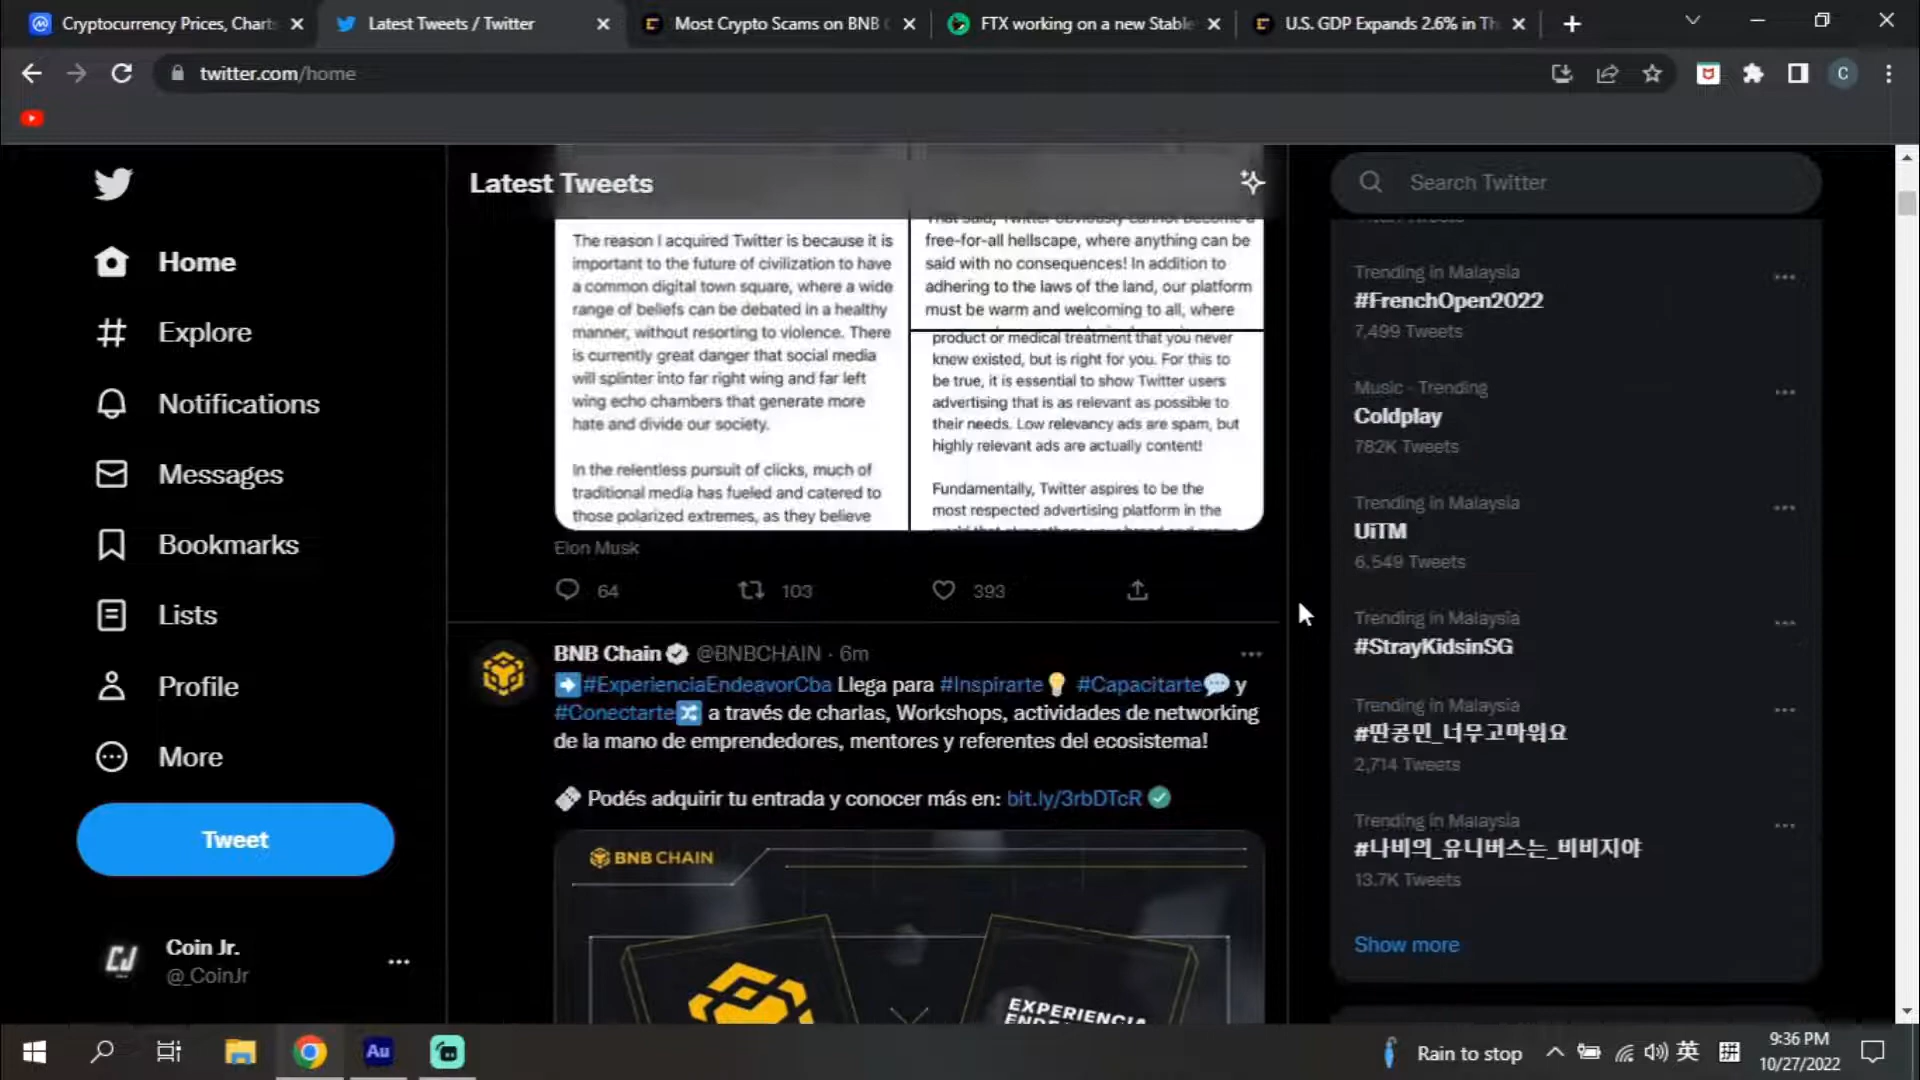 Cryptocurrency Prices, Charts
Latest Tweets / Twitter
Most Crypto Scams on BNB C
FTX working on a new Stable
U.S. GDP Expands 2.6% in Th
twitter.com/home
C
Latest Tweets
Search Twitter
Home
Explore
Notifications
Messages
Bookmarks
Lists
Profile
More
Tweet
Coin Jr.
@_CoinJr
The reason I acquired Twitter is because it is
important to the future of civilization to have
a common digital town square, where a wide
range of beliefs can be debated in a healthy
manner, without resorting to violence. There
is currently great danger that social media
will splinter into far right wing and far left
wing echo chambers that generate more
hate and divide our society.
In the relentless pursuit of clicks, much of
traditional media has fueled and catered to
those polarized extremes, as they believe
That said, Twitter obviously cannot become a
free-for-all hellscape, where anything can be
said with no consequences! In addition to
adhering to the laws of the land, our platform
must be warm and welcoming to all, where
product or medical treatment that you never
knew existed, but is right for you. For this to
be true, it is essential to show Twitter users
advertising that is as relevant as possible to
their needs. Low relevancy ads are spam, but
highly relevant ads are actually content!
Fundamentally, Twitter aspires to be the
most respected advertising platform in the
Elon Musk
64 103 393
BNB Chain @BNBCHAIN · 6m
➡️#ExperienciaEndeavorCba Llega para #Inspirarte💡 #Capacitarte💬 y
#Conectarte🔀 a través de charlas, Workshops, actividades de networking
de la mano de emprendedores, mentores y referentes del ecosistema!
Podés adquirir tu entrada y conocer más en: bit.ly/3rbDTcR
BNB CHAIN
EXPERIENCIA
Trending in Malaysia
#FrenchOpen2022
7,499 Tweets
Music · Trending
Coldplay
782K Tweets
Trending in Malaysia
UiTM
6,549 Tweets
Trending in Malaysia
#StrayKidsinSG
Trending in Malaysia
#딴콩민_너무고마워요
2,714 Tweets
Trending in Malaysia
#나비의_유니버스는_비비지야
13.7K Tweets
Show more
Au
Rain to stop
英
拼
9:36 PM
10/27/2022